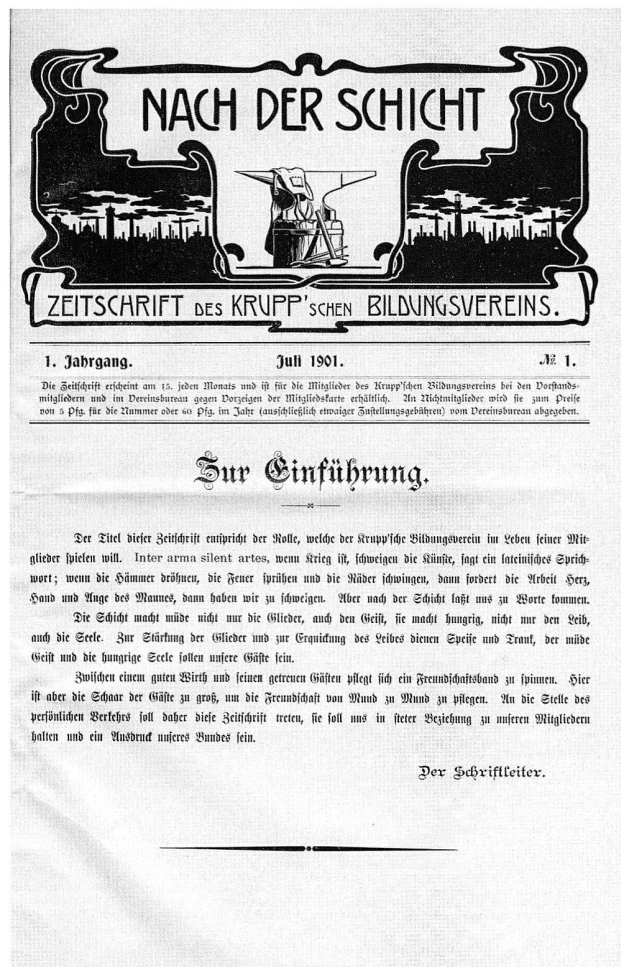 NACH DER SCHICHT
ZEITSCHRIFT DES KRUPP'SCHEN BILDUNGSVEREINS.
1. Jahrgang. Juli 1901. № 1.
Die Zeitschrift erscheint am 15. jeden Monats und ist für die Mitglieder des Krupp'schen Bildungsvereins bei den Vorstands-
mitgliedern und im Vereinsbureau gegen Vorzeigen der Mitgliedskarte erhältlich. An Nichtmitglieder wird sie zum Preise
von 5 Pfg. für die Nummer oder 60 Pfg. im Jahr (ausschließlich etwaiger Zustellungsgebühren) vom Vereinsbureau abgegeben.
Zur Einführung.
Der Titel dieser Zeitschrift entspricht der Rolle, welche der Krupp'sche Bildungsverein im Leben seiner Mit-
glieder spielen will. Inter arma silent artes, wenn Krieg ist, schweigen die Künste, sagt ein lateinisches Sprich-
wort; wenn die Hämmer dröhnen, die Feuer sprühen und die Räder schwingen, dann fordert die Arbeit Herz,
Hand und Auge des Mannes, dann haben wir zu schweigen. Aber nach der Schicht laßt uns zu Worte kommen.
Die Schicht macht müde nicht nur die Glieder, auch den Geist, sie macht hungrig, nicht nur den Leib,
auch die Seele. Zur Stärkung der Glieder und zur Erquickung des Leibes dienen Speise und Trank, der müde
Geist und die hungrige Seele sollen unsere Gäste sein.
Zwischen einem guten Wirth und seinen getreuen Gästen pflegt sich ein Freundschaftsband zu spinnen. Hier
ist aber die Schaar der Gäste zu groß, um die Freundschaft von Mund zu Mund zu pflegen. An die Stelle des
persönlichen Verkehrs soll daher diese Zeitschrift treten, sie soll uns in steter Beziehung zu unseren Mitgliedern
halten und ein Ausdruck unseres Bundes sein.
Der Schriftleiter.